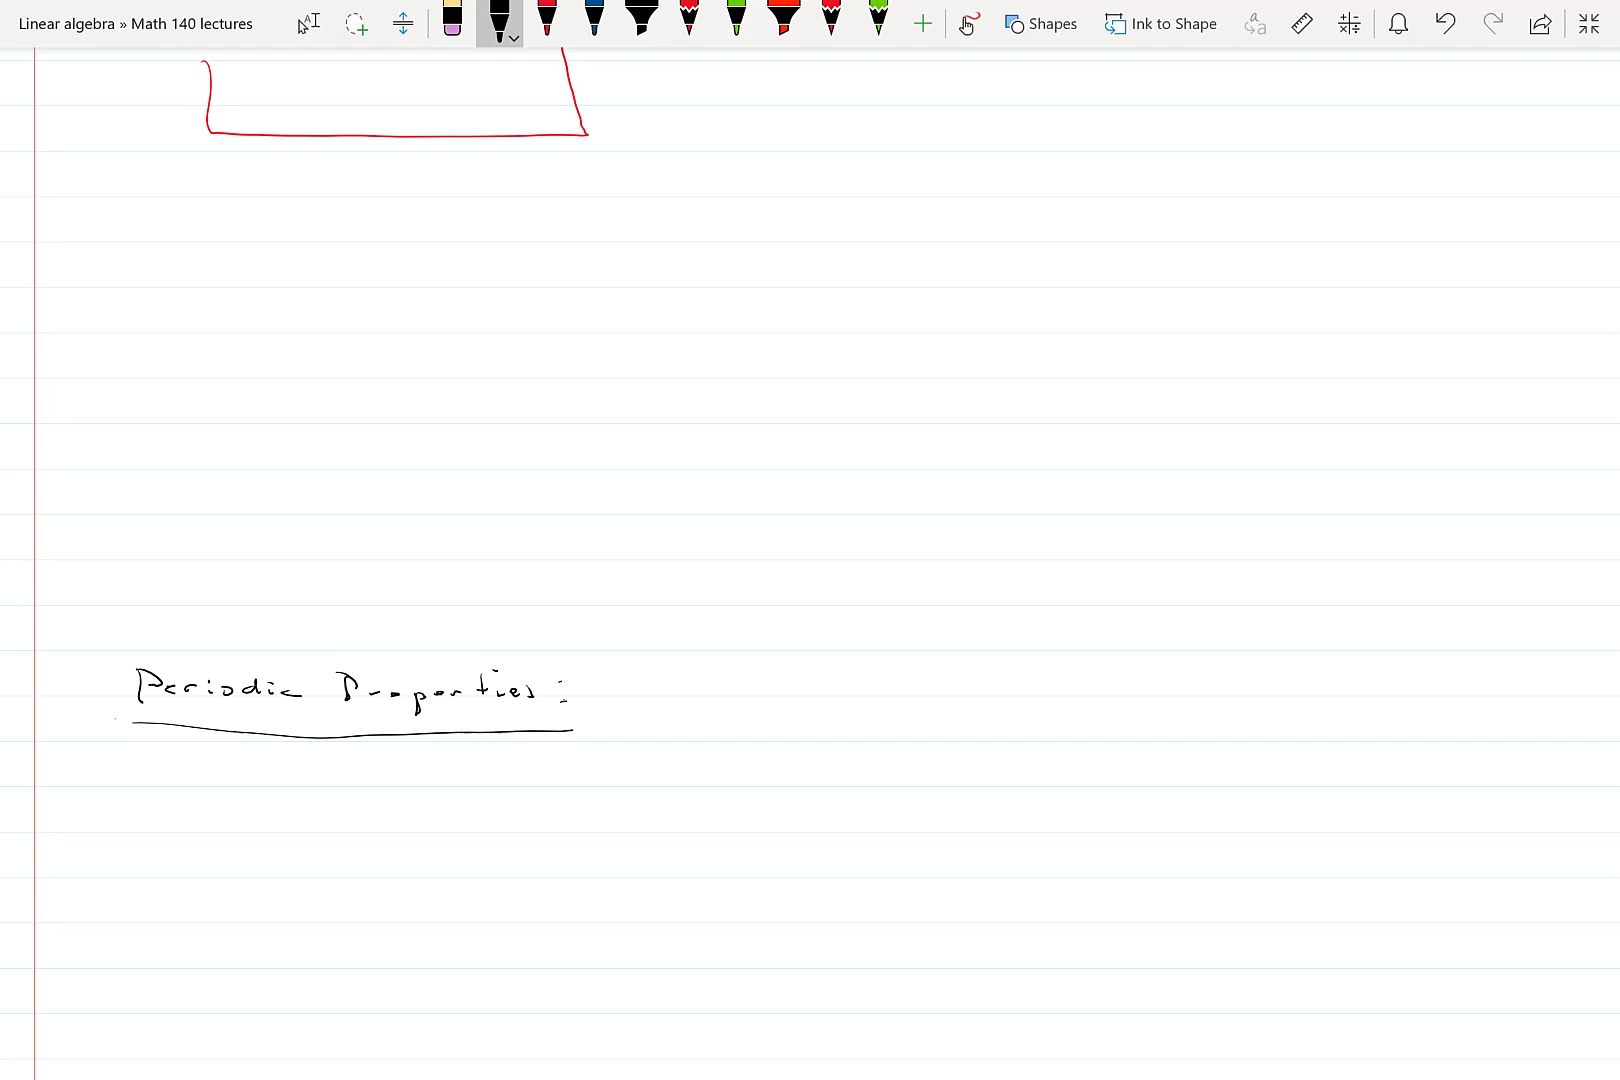 Linear algebra » Math 140 lectures Shapes Ink to Shape
Periodic Properties: